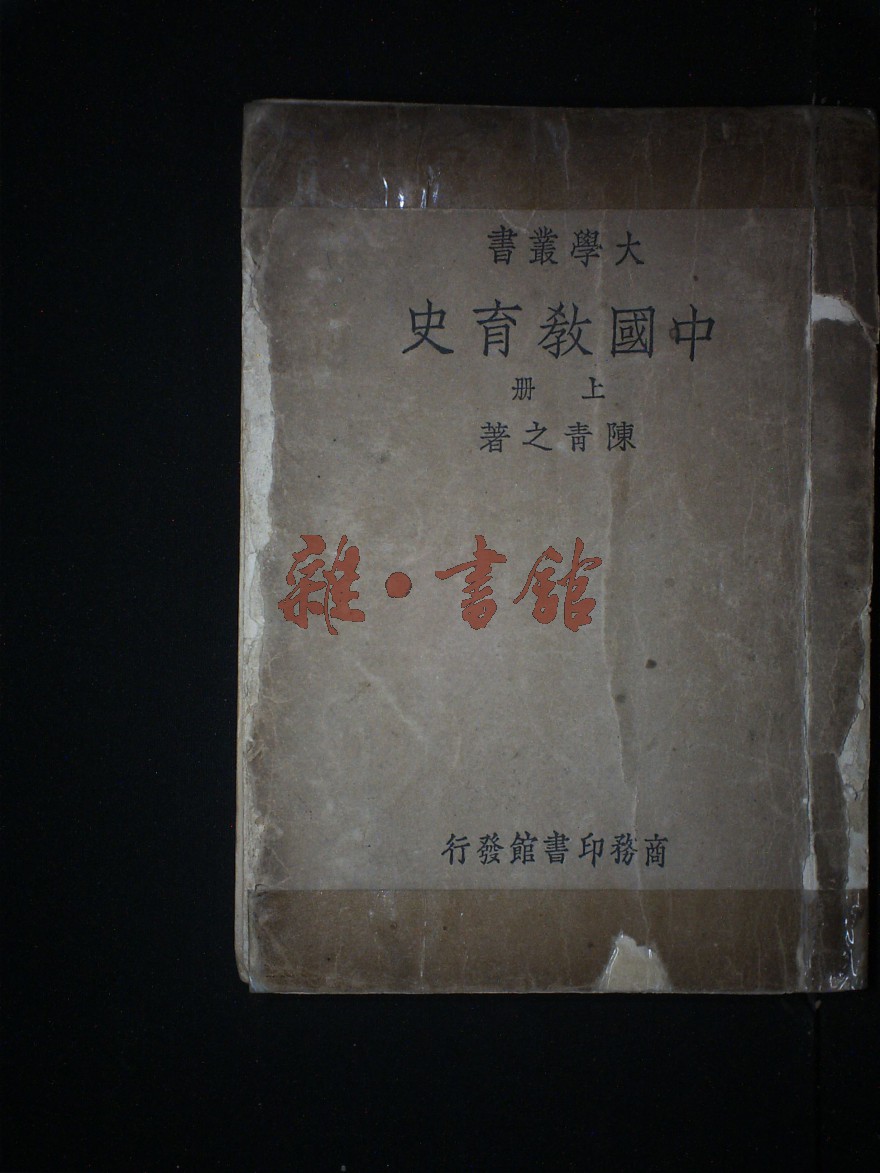 大學叢書
中國教育史
上册
陳青之著
雜·書館
商務印書館發行